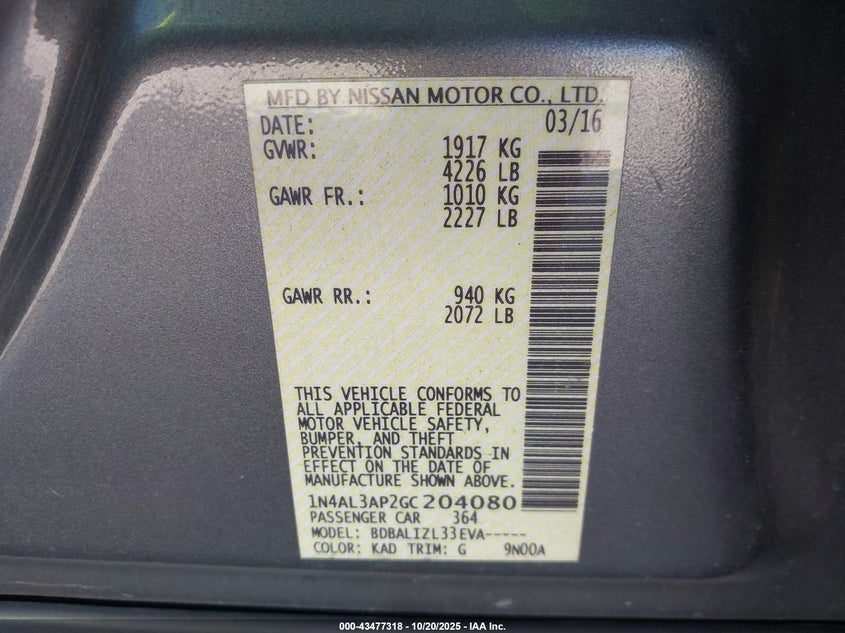 MFD BY NISSAN MOTOR CO., LTD.
DATE: 03/16
GVWR: 1917 KG
4226 LB
GAWR FR.: 1010 KG
2227 LB
GAWR RR.: 940 KG
2072 LB
THIS VEHICLE CONFORMS TO
ALL APPLICABLE FEDERAL
MOTOR VEHICLE SAFETY,
BUMPER, AND THEFT
PREVENTION STANDARDS IN
EFFECT ON THE DATE OF
MANUFACTURE SHOWN ABOVE.
1N4AL3AP2GC204080
PASSENGER CAR 364
MODEL: BDBALIZL33EVA-----
COLOR: KAD TRIM: G 9N00A
000-43477318 - 10/20/2025 - IAA Inc.